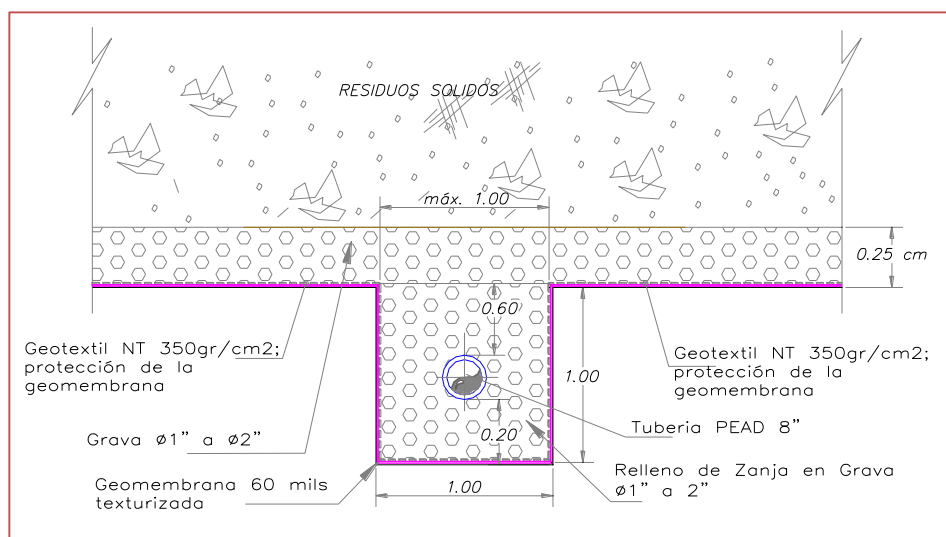 RESIDUOS SOLIDOS
máx. 1.00
0.25 cm
0.60
Geotextil NT 350gr/cm2;
protección de la
geomembrana
Geotextil NT 350gr/cm2;
protección de la
geomembrana
1.00
Grava ø1" a ø2"
0.20
Tuberia PEAD 8"
Geomembrana 60 mils
texturizada
1.00
Relleno de Zanja en Grava
ø1" a 2"